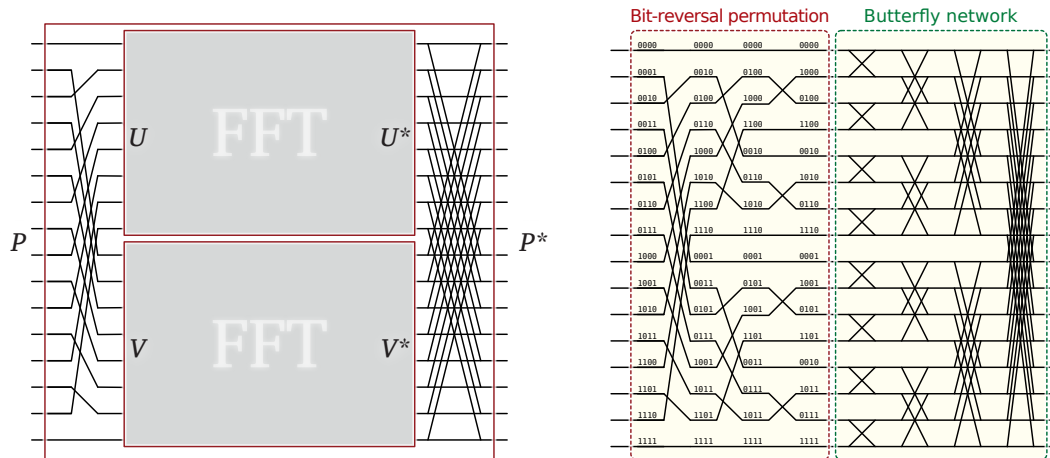 FFT
U U*
P P*
FFT
V V*
Bit-reversal permutation
Butterfly network
0000 0000 0000 0000
0001 0010 0100 1000
0010 0100 1000 0100
0011 0110 1100 1100
0100 1000 0010 0010
0101 1010 0110 1010
0110 1100 1010 0110
0111 1110 1110 1110
1000 0001 0001 0001
1001 0011 0101 1001
1010 0101 1001 0101
1011 0111 1101 1101
1100 1001 0011 0010
1101 1011 0111 1011
1110 1101 1011 0111
1111 1111 1111 1111